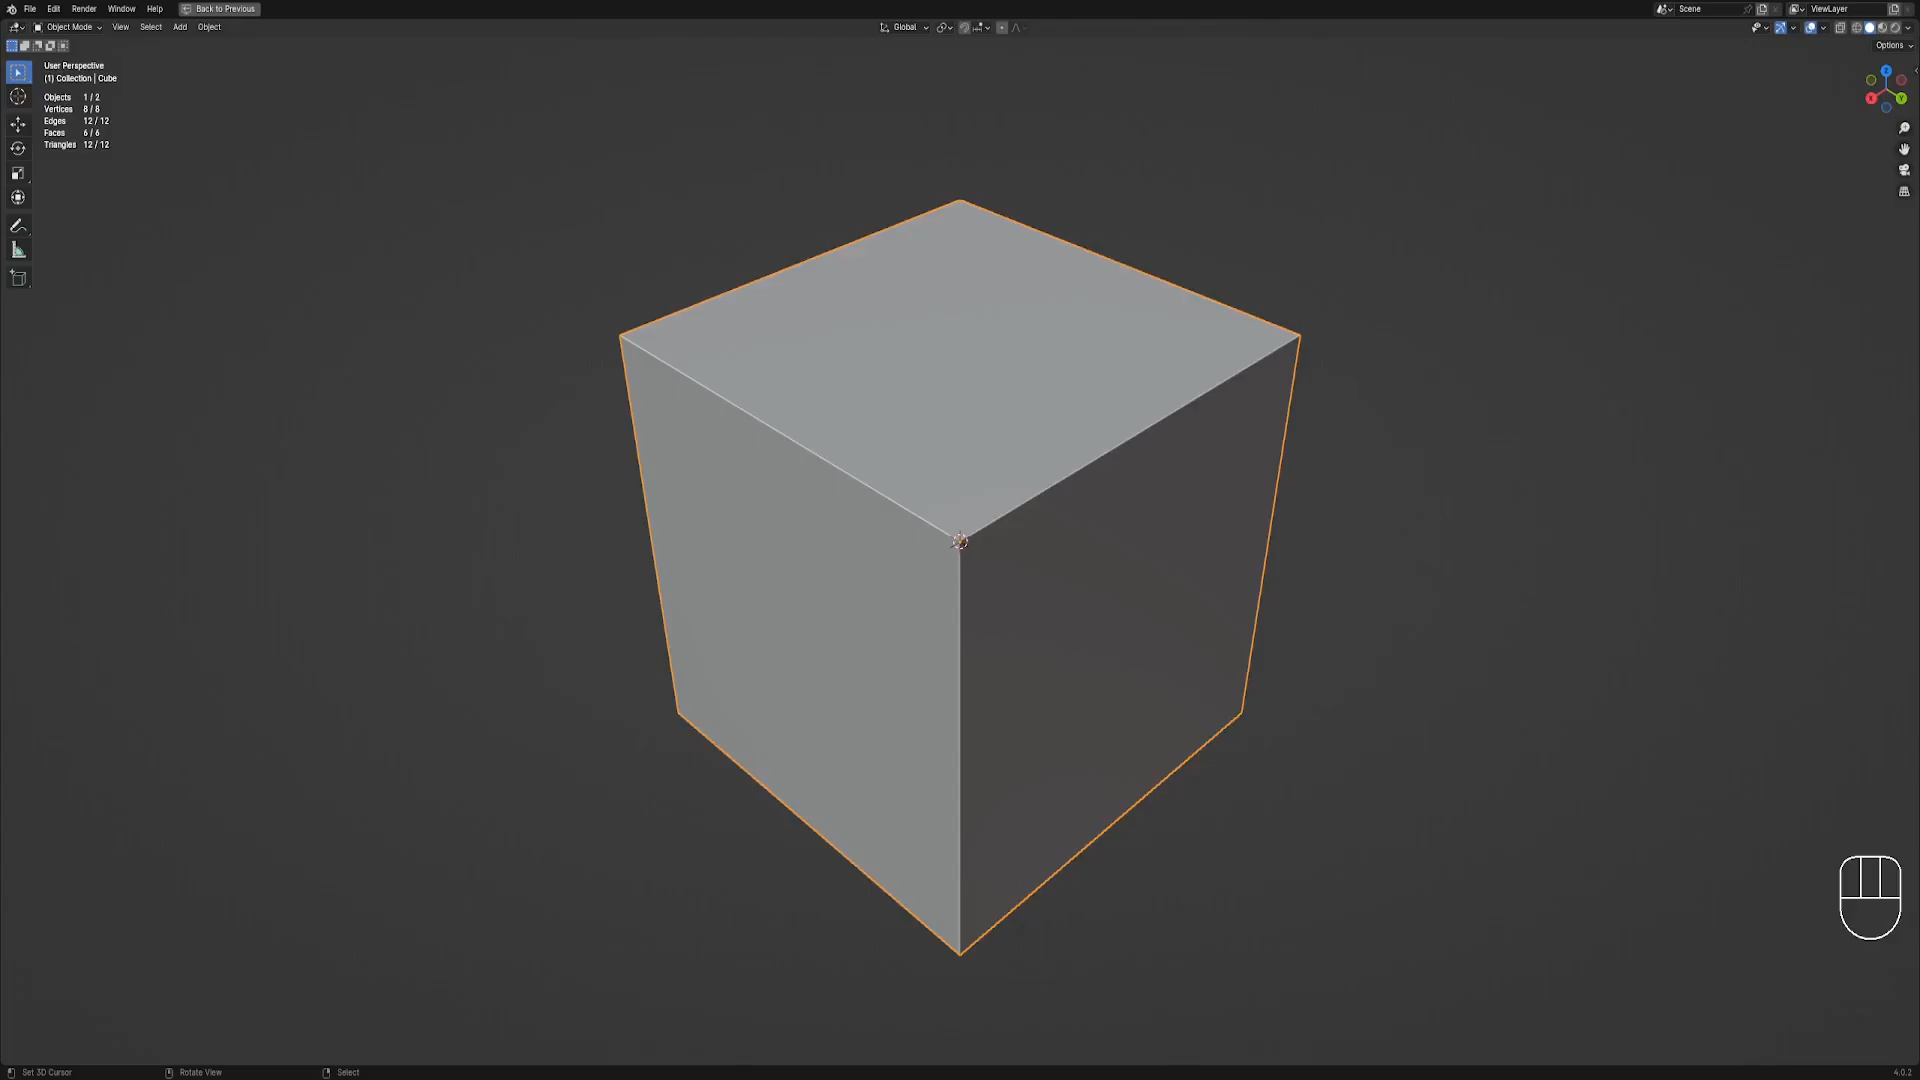 File Edit Render Window Help Back to Previous Scene ViewLayer
Object Mode View Select Add Object Global
Options
User Perspective
(1) Collection | Cube
Objects 1 / 2
Vertices 8 / 8
Edges 12 / 12
Faces 6 / 6
Triangles 12 / 12
Z
X Y
Set 3D Cursor Rotate View Select 4.0.2